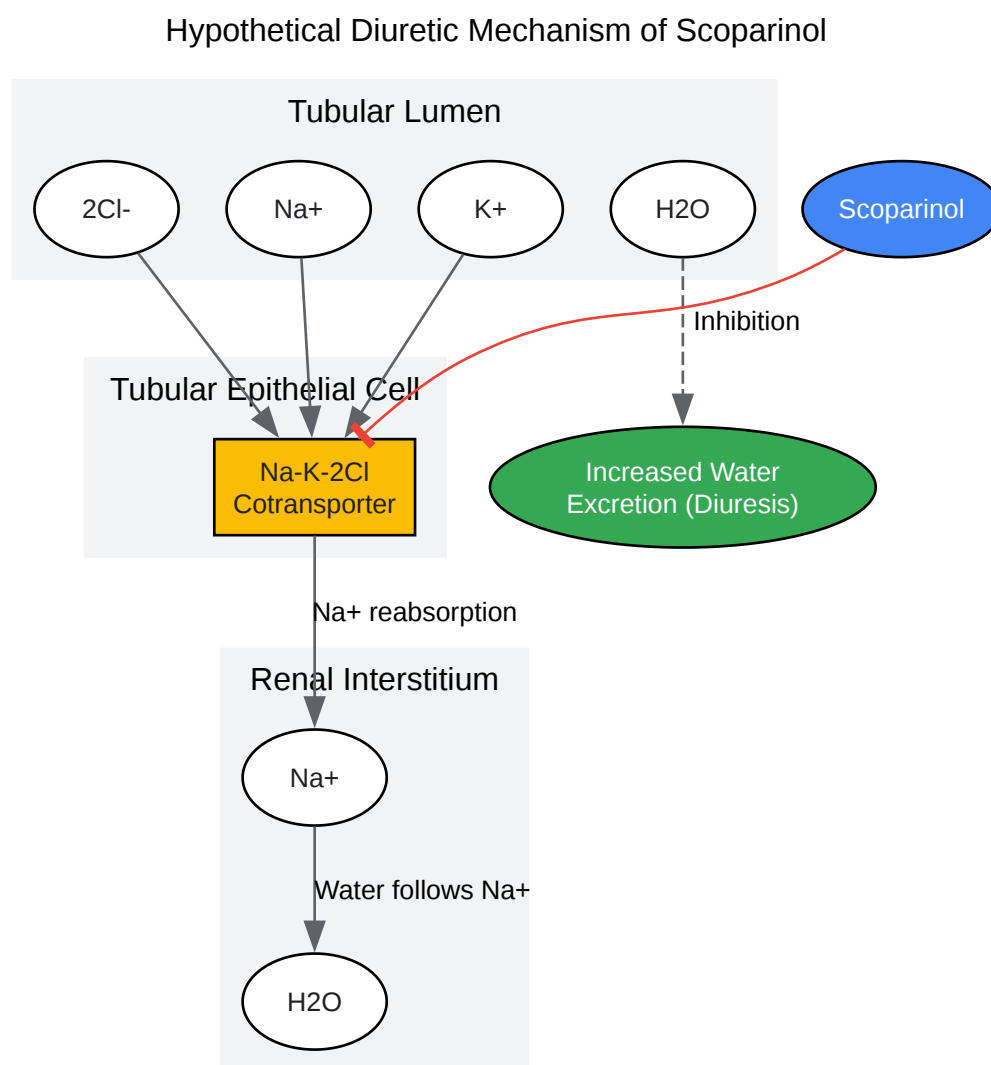 Hypothetical Diuretic Mechanism of Scoparinol
Tubular Lumen
2Cl-
Na+
K+
H2O
Scoparinol
Inhibition
Tubular Epithelial Cell
Na-K-2Cl
Cotransporter
Increased Water
Excretion (Diuresis)
Na+ reabsorption
Renal Interstitium
Na+
Water follows Na+
H2O